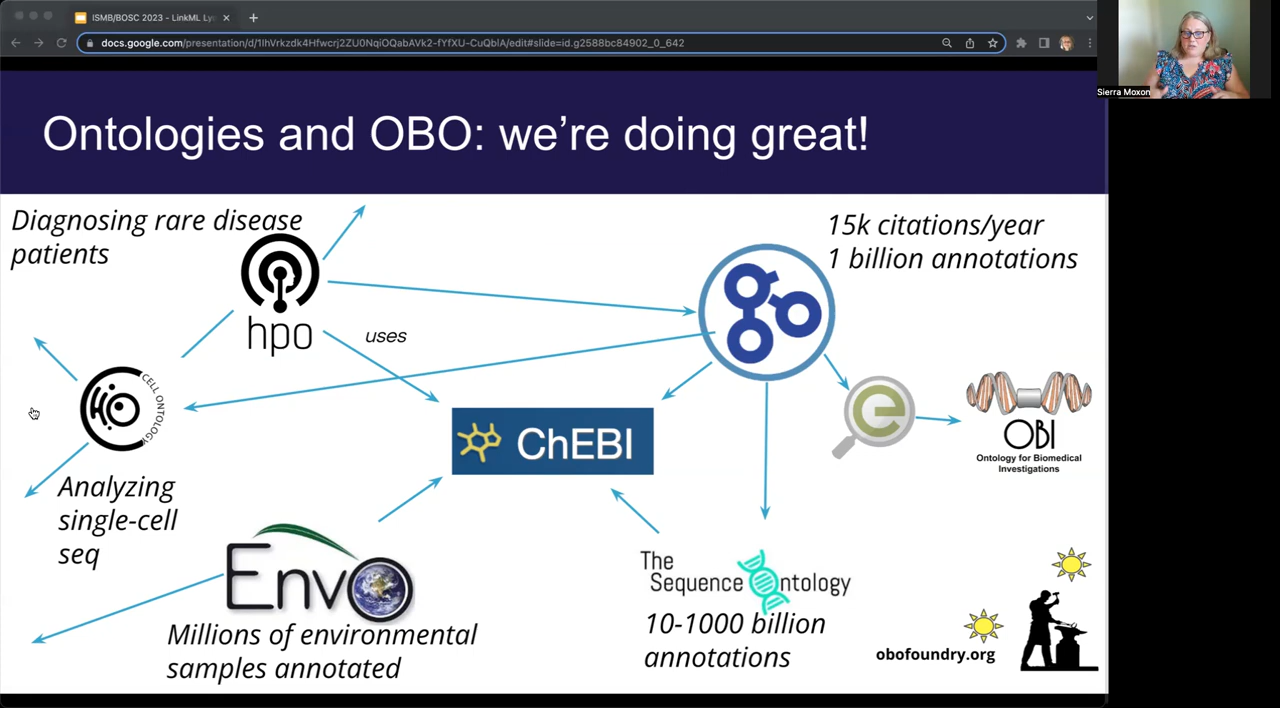 ISMB/BOSC 2023 - LinkML Ly
docs.google.com/presentation/d/1IhVrkzdk4Hfwcrj2ZU0NqiOQabAVk2-fYfXU-CuQblA/edit#slide=id.g2588bc84902_0_642
Sierra Moxon
Ontologies and OBO: we're doing great!
Diagnosing rare disease
patients
15k citations/year
1 billion annotations
hpo
uses
go
CELL ONTOLOGY
ChEBI
e
OBI
Ontology for Biomedical
Investigations
Analyzing
single-cell
seq
EnvO
The
Sequence Ontology
Millions of environmental
samples annotated
10-1000 billion
annotations
obofoundry.org